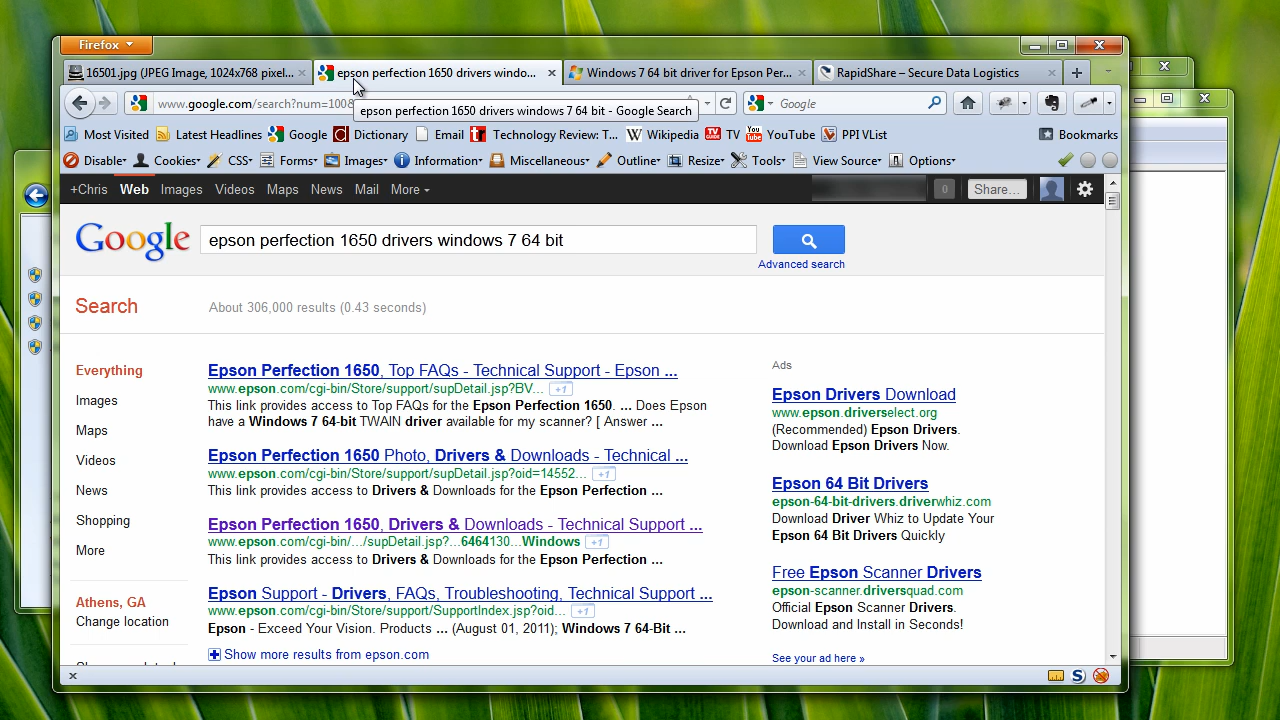 Firefox
16501.jpg (JPEG Image, 1024x768 pixel...
epson perfection 1650 drivers windo...
Windows 7 64 bit driver for Epson Per...
RapidShare – Secure Data Logistics
www.google.com/search?num=100&
Google
epson perfection 1650 drivers windows 7 64 bit - Google Search
Most Visited
Latest Headlines
Google
Dictionary
Email
Technology Review: T...
Wikipedia
TV
YouTube
PPI VList
Bookmarks
Disable
Cookies
CSS
Forms
Images
Information
Miscellaneous
Outline
Resize
Tools
View Source
Options
+Chris Web Images Videos Maps News Mail More
0
Share...
Google
epson perfection 1650 drivers windows 7 64 bit
Advanced search
Search
About 306,000 results (0.43 seconds)
Everything
Images
Maps
Videos
News
Shopping
More
Athens, GA
Change location
Epson Perfection 1650, Top FAQs - Technical Support - Epson ...
www.epson.com/cgi-bin/Store/support/supDetail.jsp?BV... +1
This link provides access to Top FAQs for the Epson Perfection 1650. ... Does Epson
have a Windows 7 64-bit TWAIN driver available for my scanner? [ Answer ...
Epson Perfection 1650 Photo, Drivers & Downloads - Technical ...
www.epson.com/cgi-bin/Store/support/supDetail.jsp?oid=14552... +1
This link provides access to Drivers & Downloads for the Epson Perfection ...
Epson Perfection 1650, Drivers & Downloads - Technical Support ...
www.epson.com/cgi-bin/.../supDetail.jsp?...6464130...Windows +1
This link provides access to Drivers & Downloads for the Epson Perfection ...
Epson Support - Drivers, FAQs, Troubleshooting, Technical Support ...
www.epson.com/cgi-bin/Store/support/SupportIndex.jsp?oid... +1
Epson - Exceed Your Vision. Products ... (August 01, 2011); Windows 7 64-Bit ...
Show more results from epson.com
Ads
Epson Drivers Download
www.epson.driverselect.org
(Recommended) Epson Drivers.
Download Epson Drivers Now.
Epson 64 Bit Drivers
epson-64-bit-drivers.driverwhiz.com
Download Driver Whiz to Update Your
Epson 64 Bit Drivers Quickly
Free Epson Scanner Drivers
epson-scanner.driversquad.com
Official Epson Scanner Drivers.
Download and Install in Seconds!
See your ad here »